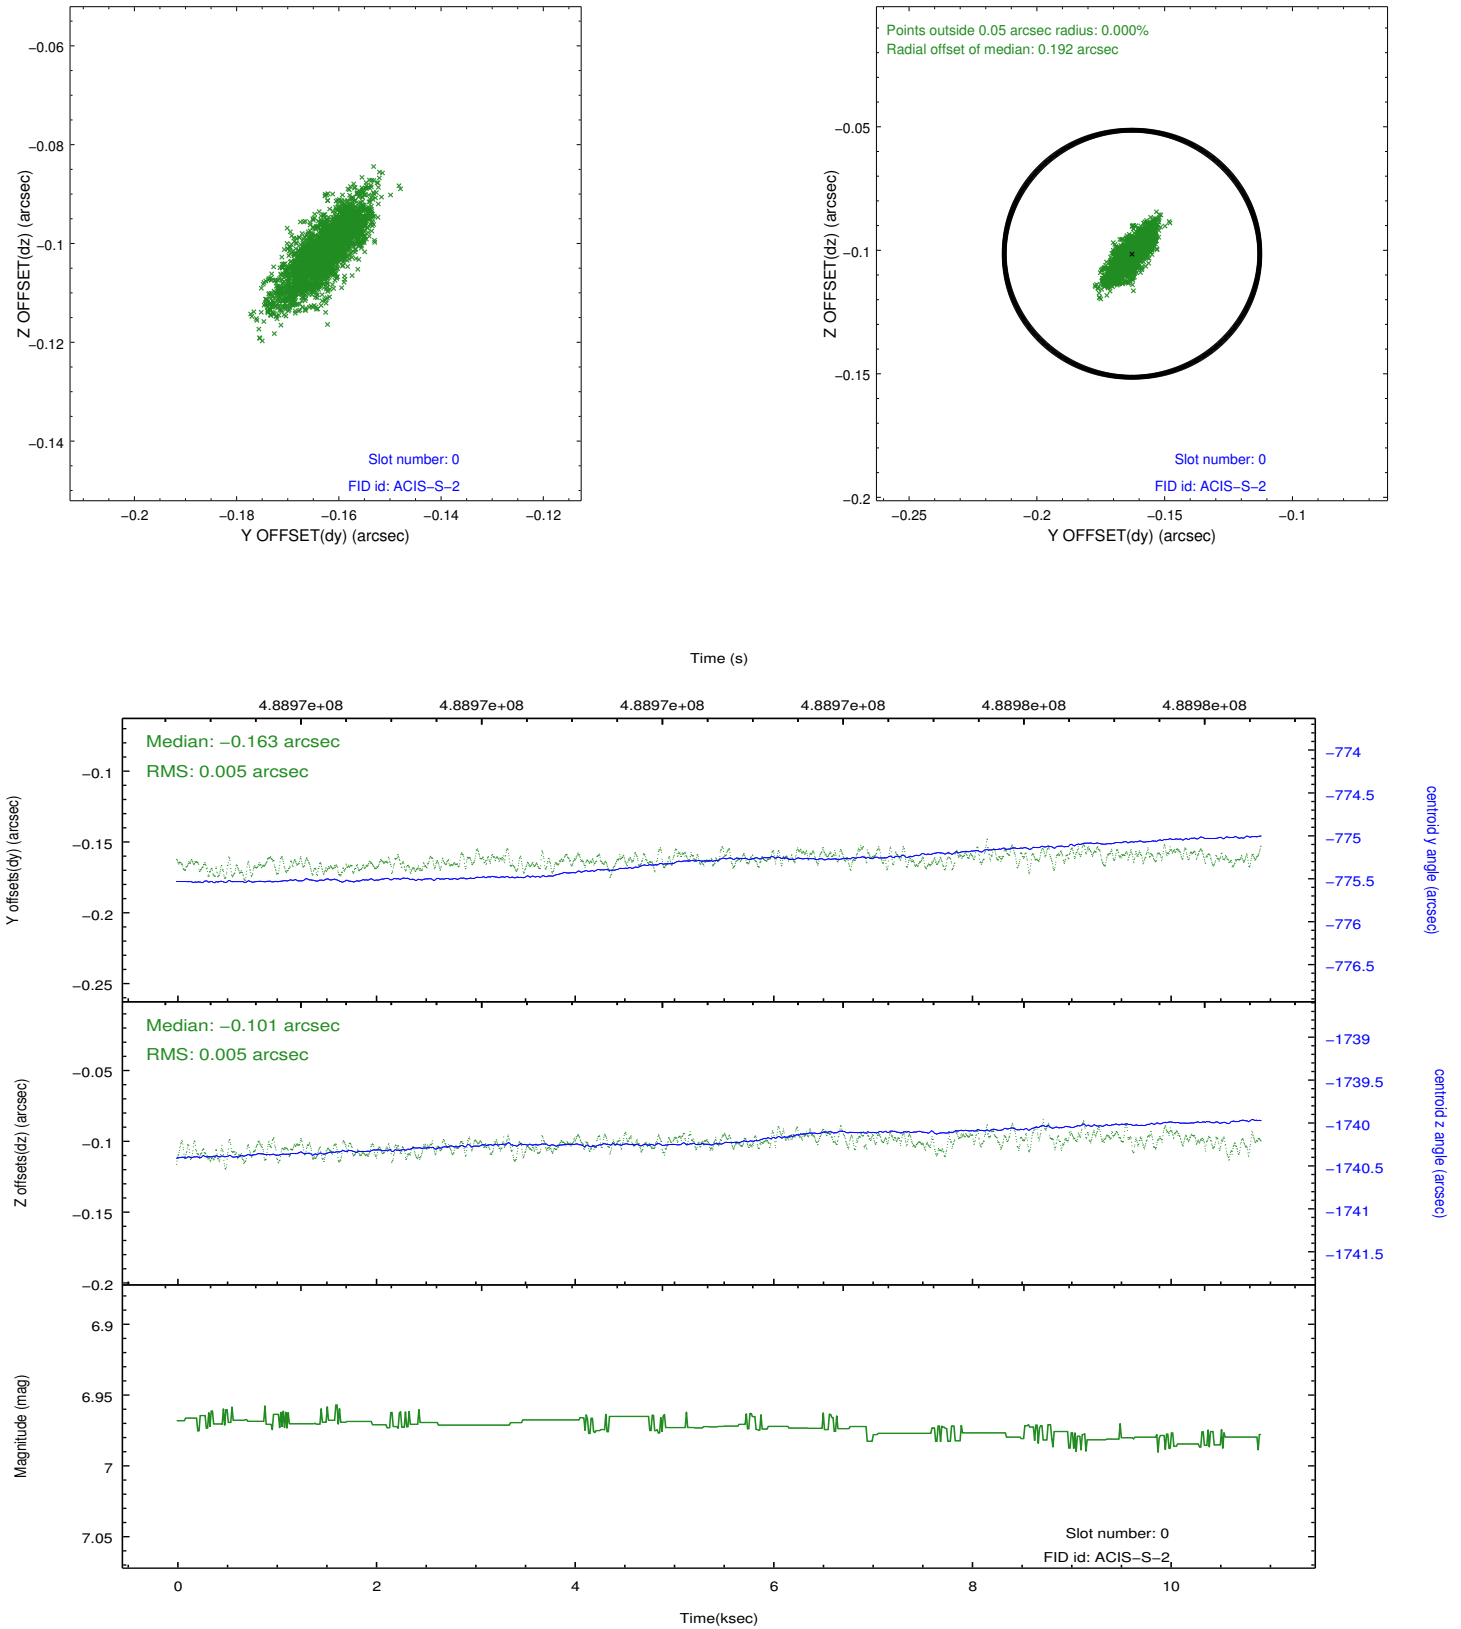 −0.06
−0.08
−0.1
−0.12
−0.14
Z OFFSET(dz) (arcsec)
Slot number: 0
FID id: ACIS−S−2
−0.2
−0.18
−0.16
−0.14
−0.12
Y OFFSET(dy) (arcsec)
Points outside 0.05 arcsec radius: 0.000%
Radial offset of median: 0.192 arcsec
−0.05
−0.1
−0.15
−0.2
Z OFFSET(dz) (arcsec)
Slot number: 0
FID id: ACIS−S−2
−0.25
−0.2
−0.15
−0.1
Y OFFSET(dy) (arcsec)
Time (s)
4.8897e+08
4.8897e+08
4.8897e+08
4.8897e+08
4.8898e+08
4.8898e+08
Median: −0.163 arcsec
RMS: 0.005 arcsec
−0.1
−0.15
−0.2
−0.25
Y offsets(dy) (arcsec)
−774
−774.5
−775
−775.5
−776
−776.5
centroid y angle (arcsec)
Median: −0.101 arcsec
RMS: 0.005 arcsec
−0.05
−0.1
−0.15
−0.2
Z offsets(dz) (arcsec)
−1739
−1739.5
−1740
−1740.5
−1741
−1741.5
centroid z angle (arcsec)
6.9
6.95
7
7.05
Magnitude (mag)
Slot number: 0
FID id: ACIS−S−2
0
2
4
6
8
10
Time(ksec)